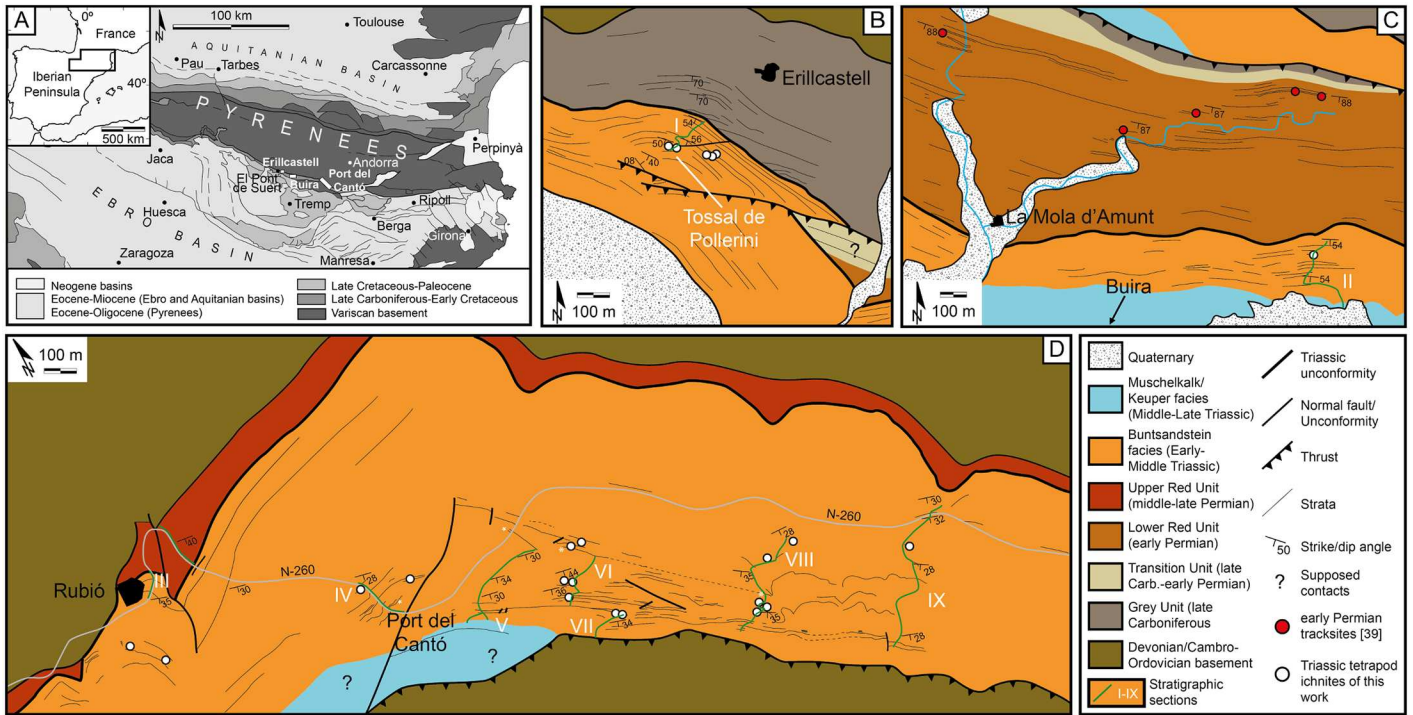 A
0º
France
Iberian
Peninsula
40º
500 km
100 km
N
Toulouse
AQUITANIAN BASIN
Pau
Tarbes
Carcassonne
PYRENEES
Jaca
Erillcastell
Andorra
Perpinyà
El Pont
de Suert
Buira
Port del
Cantó
Tremp
Ripoll
Huesca
Berga
Girona
EBRO BASIN
Zaragoza
Manresa
Neogene basins
Eocene-Miocene (Ebro and Aquitanian basins)
Eocene-Oligocene (Pyrenees)
Late Cretaceous-Paleocene
Late Carboniferous-Early Cretaceous
Variscan basement
B
Erillcastell
70
70
54
I
56
50
40
80
Tossal de
Pollerini
?
100 m
N
C
88
88
87
87
La Mola d'Amunt
54
54
II
Buira
100 m
N
100 m
N
D
N-260
40
Rubió
III
35
N-260
30
28
IV
Port del
Cantó
30
34
30
V
44
36
VI
VII
34
28
VIII
35
35
N-260
30
32
28
IX
28
?
?
Quaternary
Muschelkalk/
Keuper facies
(Middle-Late Triassic)
Buntsandstein
facies (Early-
Middle Triassic)
Upper Red Unit
(middle-late Permian)
Lower Red Unit
(early Permian)
Transition Unit (late
Carb.-early Permian)
Grey Unit (late
Carboniferous
Devonian/Cambro-
Ordovician basement
I-IX
Stratigraphic
sections
Triassic
unconformity
Normal fault/
Unconformity
Thrust
Strata
50
Strike/dip angle
?
Supposed
contacts
early Permian
tracksites [39]
Triassic tetrapod
ichnites of this
work